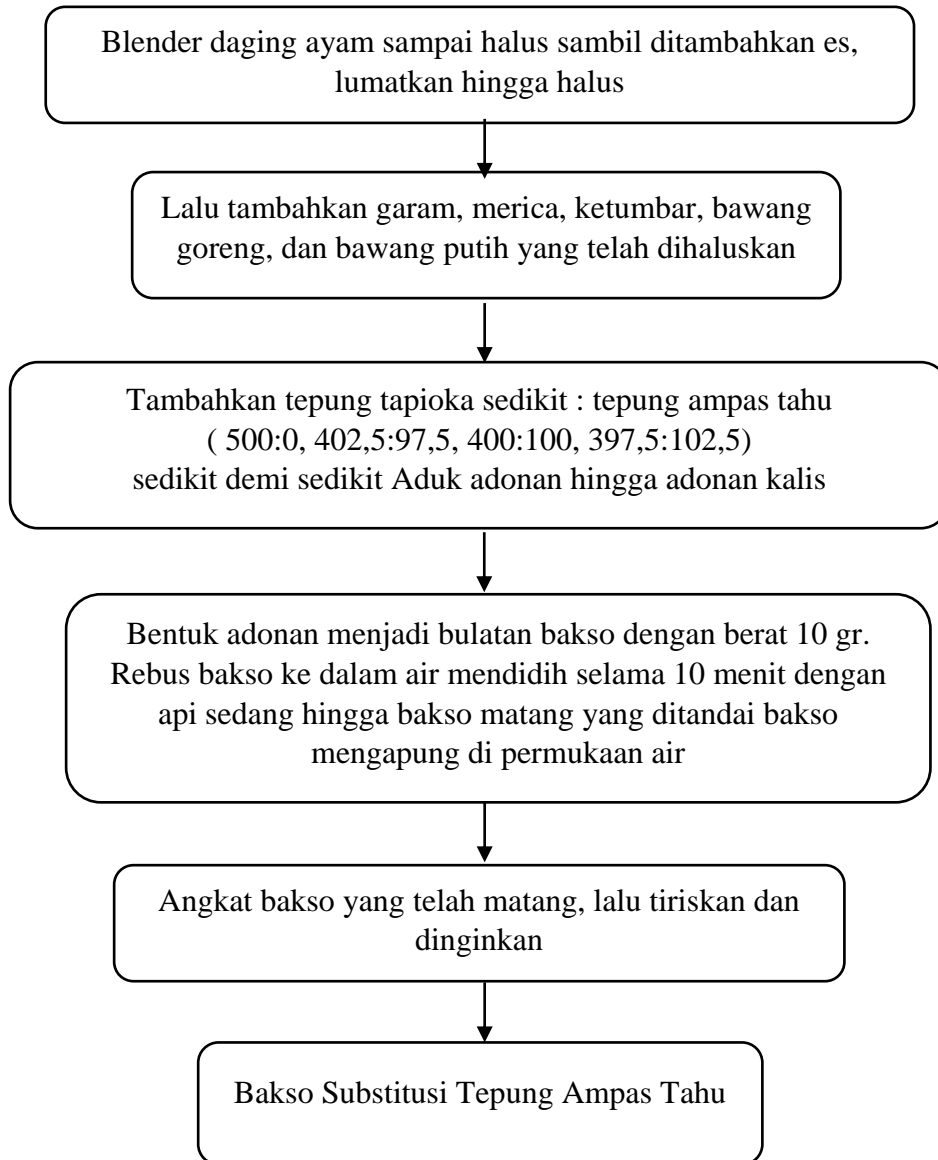 Blender daging ayam sampai halus sambil ditambahkan es,
lumatkan hingga halus
Lalu tambahkan garam, merica, ketumbar, bawang
goreng, dan bawang putih yang telah dihaluskan
Tambahkan tepung tapioka sedikit : tepung ampas tahu
( 500:0, 402,5:97,5, 400:100, 397,5:102,5)
sedikit demi sedikit Aduk adonan hingga adonan kalis
Bentuk adonan menjadi bulatan bakso dengan berat 10 gr.
Rebus bakso ke dalam air mendidih selama 10 menit dengan
api sedang hingga bakso matang yang ditandai bakso
mengapung di permukaan air
Angkat bakso yang telah matang, lalu tiriskan dan
dinginkan
Bakso Substitusi Tepung Ampas Tahu